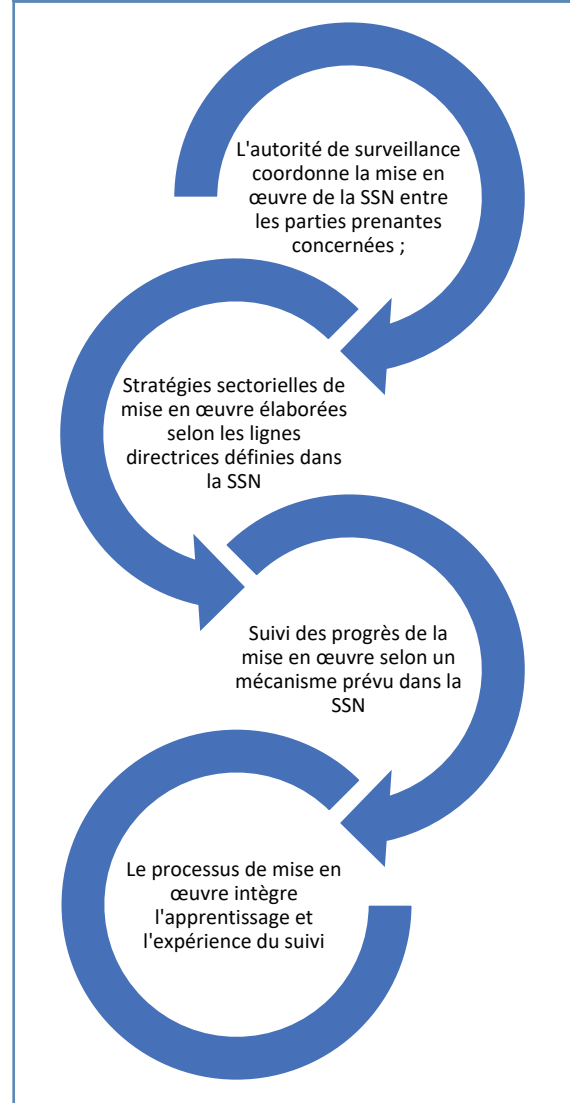 L'autorité de surveillance
coordonne la mise en
œuvre de la SSN entre
les parties prenantes
concernées ;
Stratégies sectorielles de
mise en œuvre élaborées
selon les lignes
directrices définies dans
la SSN
Suivi des progrès de la
mise en œuvre selon un
mécanisme prévu dans la
SSN
Le processus de mise en
œuvre intègre
l'apprentissage et
l'expérience du suivi